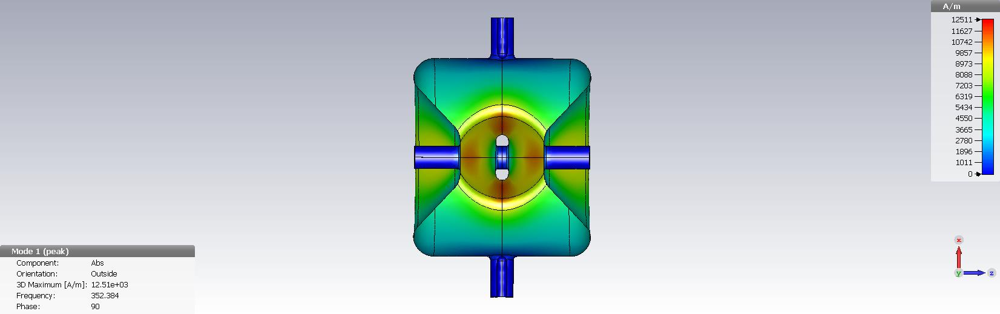 A/m
12511
11627
10742
9857
8973
8088
7203
6319
5434
4550
3665
2780
1896
1011
0
Mode 1 (peak)
Component: Abs
Orientation: Outside
3D Maximum [A/m]: 12.51e+03
Frequency: 352.384
Phase: 90
x
y z